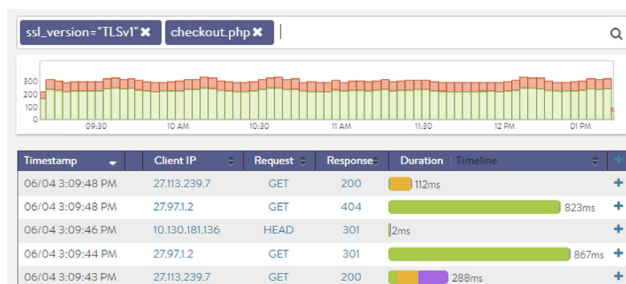 ssl_version="TLSv1" ✖ checkout.php ✖
300
200
100
0
09:30 10 AM 10:30 11 AM 11:30 12 PM 01 PM
Timestamp Client IP Request Response Duration Timeline +
06/04 3:09:48 PM 27.113.239.7 GET 200 112ms +
06/04 3:09:48 PM 27.97.1.2 GET 404 823ms +
06/04 3:09:46 PM 10.130.181.136 HEAD 301 2ms +
06/04 3:09:44 PM 27.97.1.2 GET 301 867ms +
06/04 3:09:43 PM 27.113.239.7 GET 200 288ms +